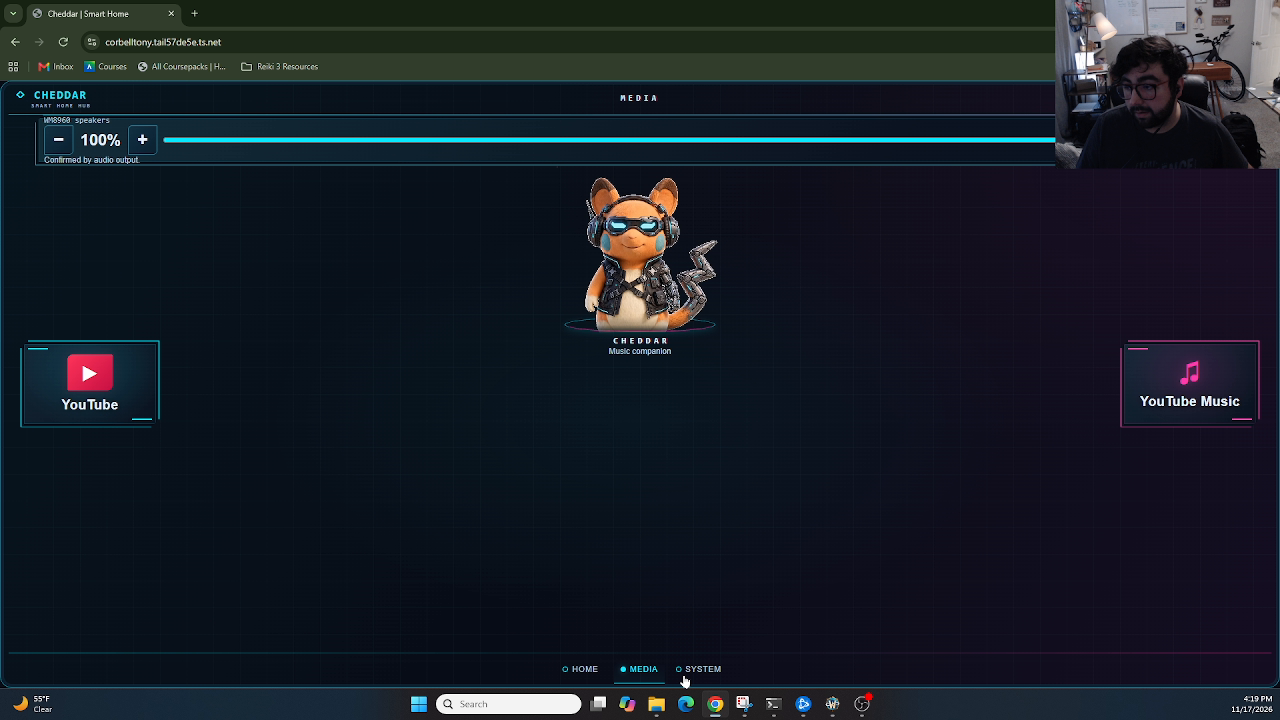 Cheddar | Smart Home
corbelltony.tail57de5e.ts.net
Inbox
Courses
All Coursepacks | H...
Reiki 3 Resources
CHEDDAR
SMART HOME HUB
MEDIA
WM8960 speakers
− 100% +
Confirmed by audio output.
CHEDDAR
Music companion
YouTube
YouTube Music
HOME
MEDIA
SYSTEM
55°F
Clear
Search
4:19 PM
11/17/2026